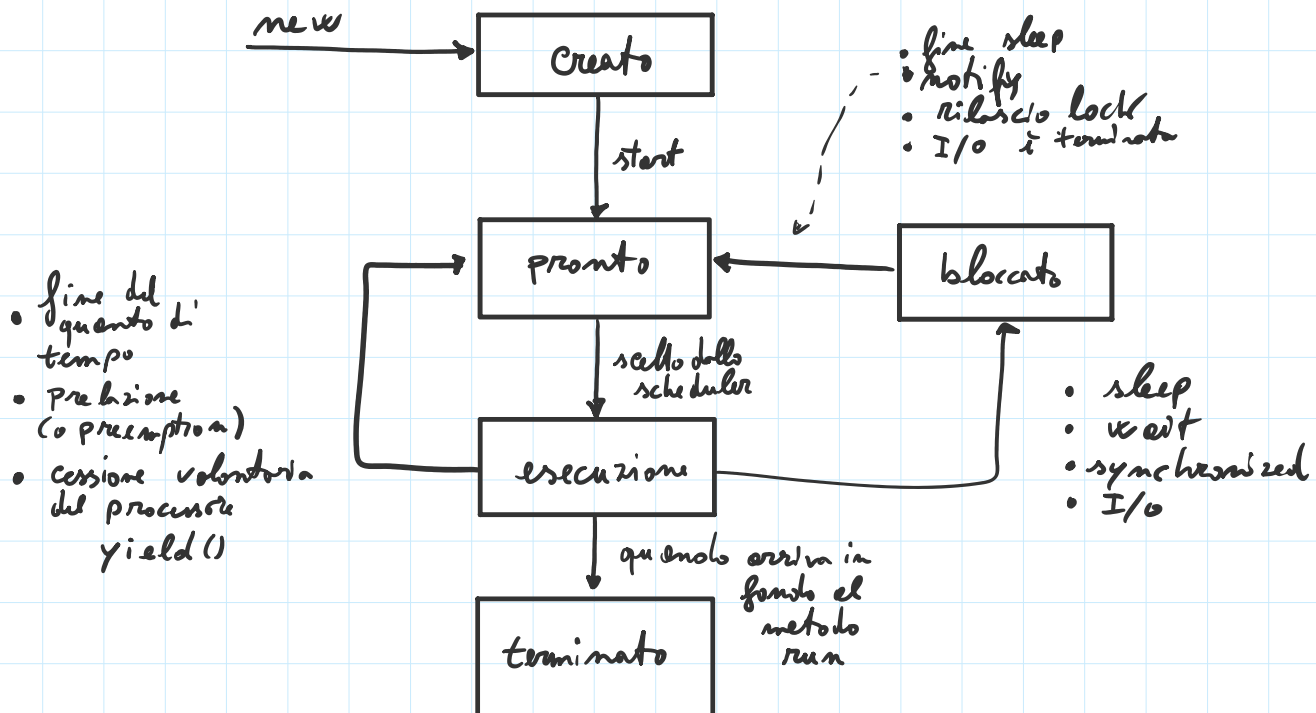 new
creato
• fine sleep
• notify
• rilascio lock
• I/O è terminata
start
pronto
bloccato
• fine del
quanto di
tempo
• prelazione
(o preemption)
• cessione volontaria
del processore
yield()
scelto dallo
scheduler
esecuzione
• sleep
• wait
• synchronized
• I/O
quando arriva in
fondo al
metodo
run
terminato